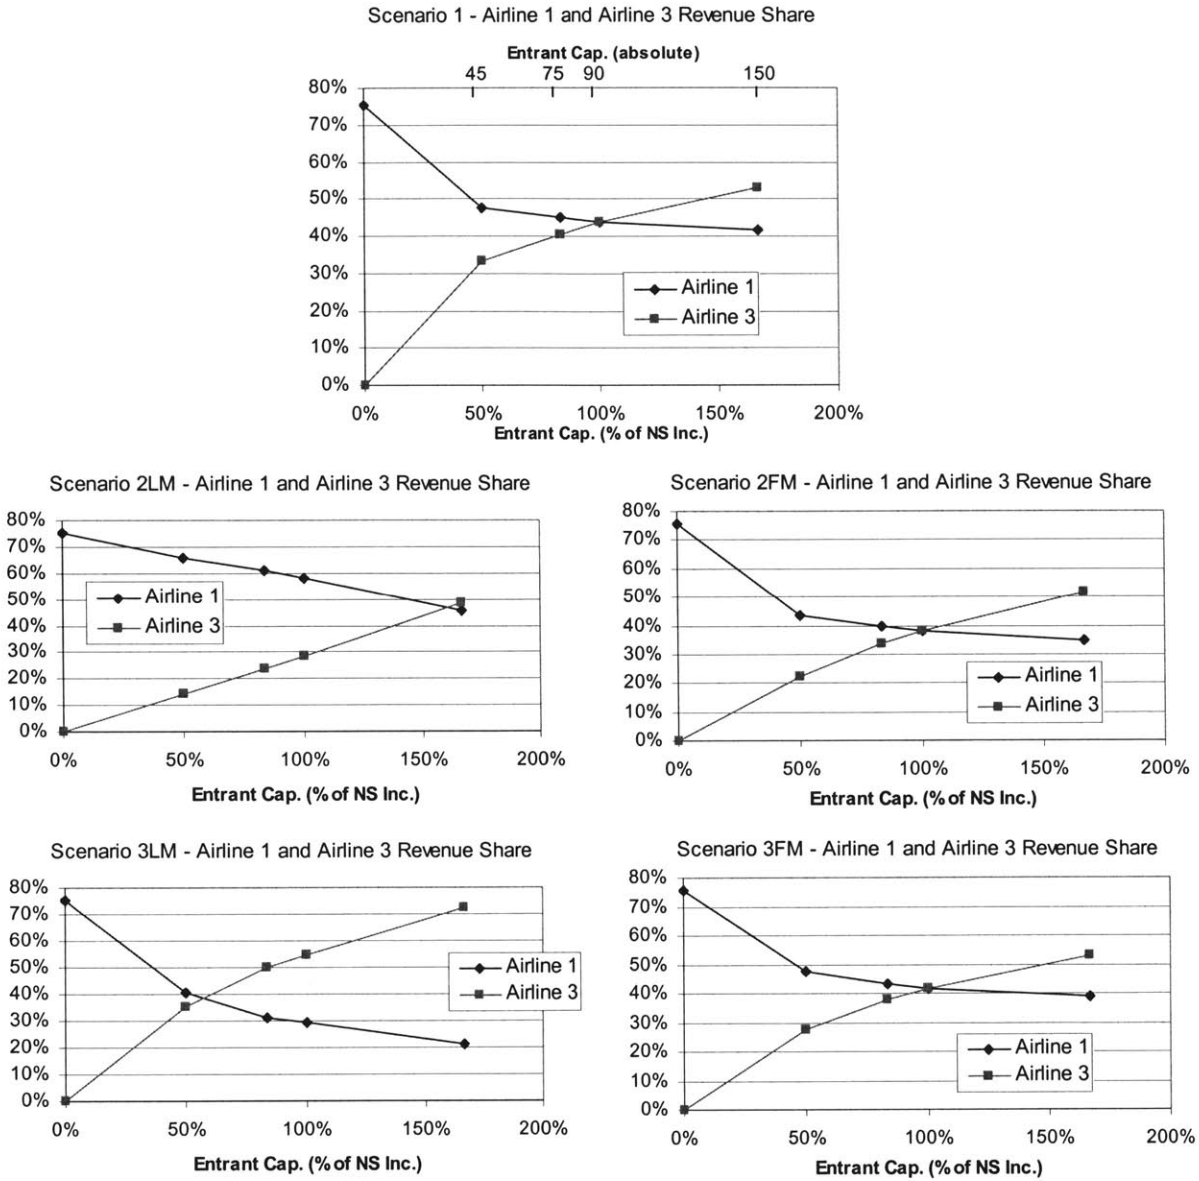 Scenario 1 - Airline 1 and Airline 3 Revenue Share
Entrant Cap. (absolute)
45 75 90 150
80%
70%
60%
50%
40%
30%
20%
10%
0%
Airline 1
Airline 3
0% 50% 100% 150% 200%
Entrant Cap. (% of NS Inc.)
Scenario 2LM - Airline 1 and Airline 3 Revenue Share
80%
70%
60%
50%
40%
30%
20%
10%
0%
Airline 1
Airline 3
0% 50% 100% 150% 200%
Entrant Cap. (% of NS Inc.)
Scenario 2FM - Airline 1 and Airline 3 Revenue Share
80%
70%
60%
50%
40%
30%
20%
10%
0%
Airline 1
Airline 3
0% 50% 100% 150% 200%
Entrant Cap. (% of NS Inc.)
Scenario 3LM - Airline 1 and Airline 3 Revenue Share
80%
70%
60%
50%
40%
30%
20%
10%
0%
Airline 1
Airline 3
0% 50% 100% 150% 200%
Entrant Cap. (% of NS Inc.)
Scenario 3FM - Airline 1 and Airline 3 Revenue Share
80%
70%
60%
50%
40%
30%
20%
10%
0%
Airline 1
Airline 3
0% 50% 100% 150% 200%
Entrant Cap. (% of NS Inc.)